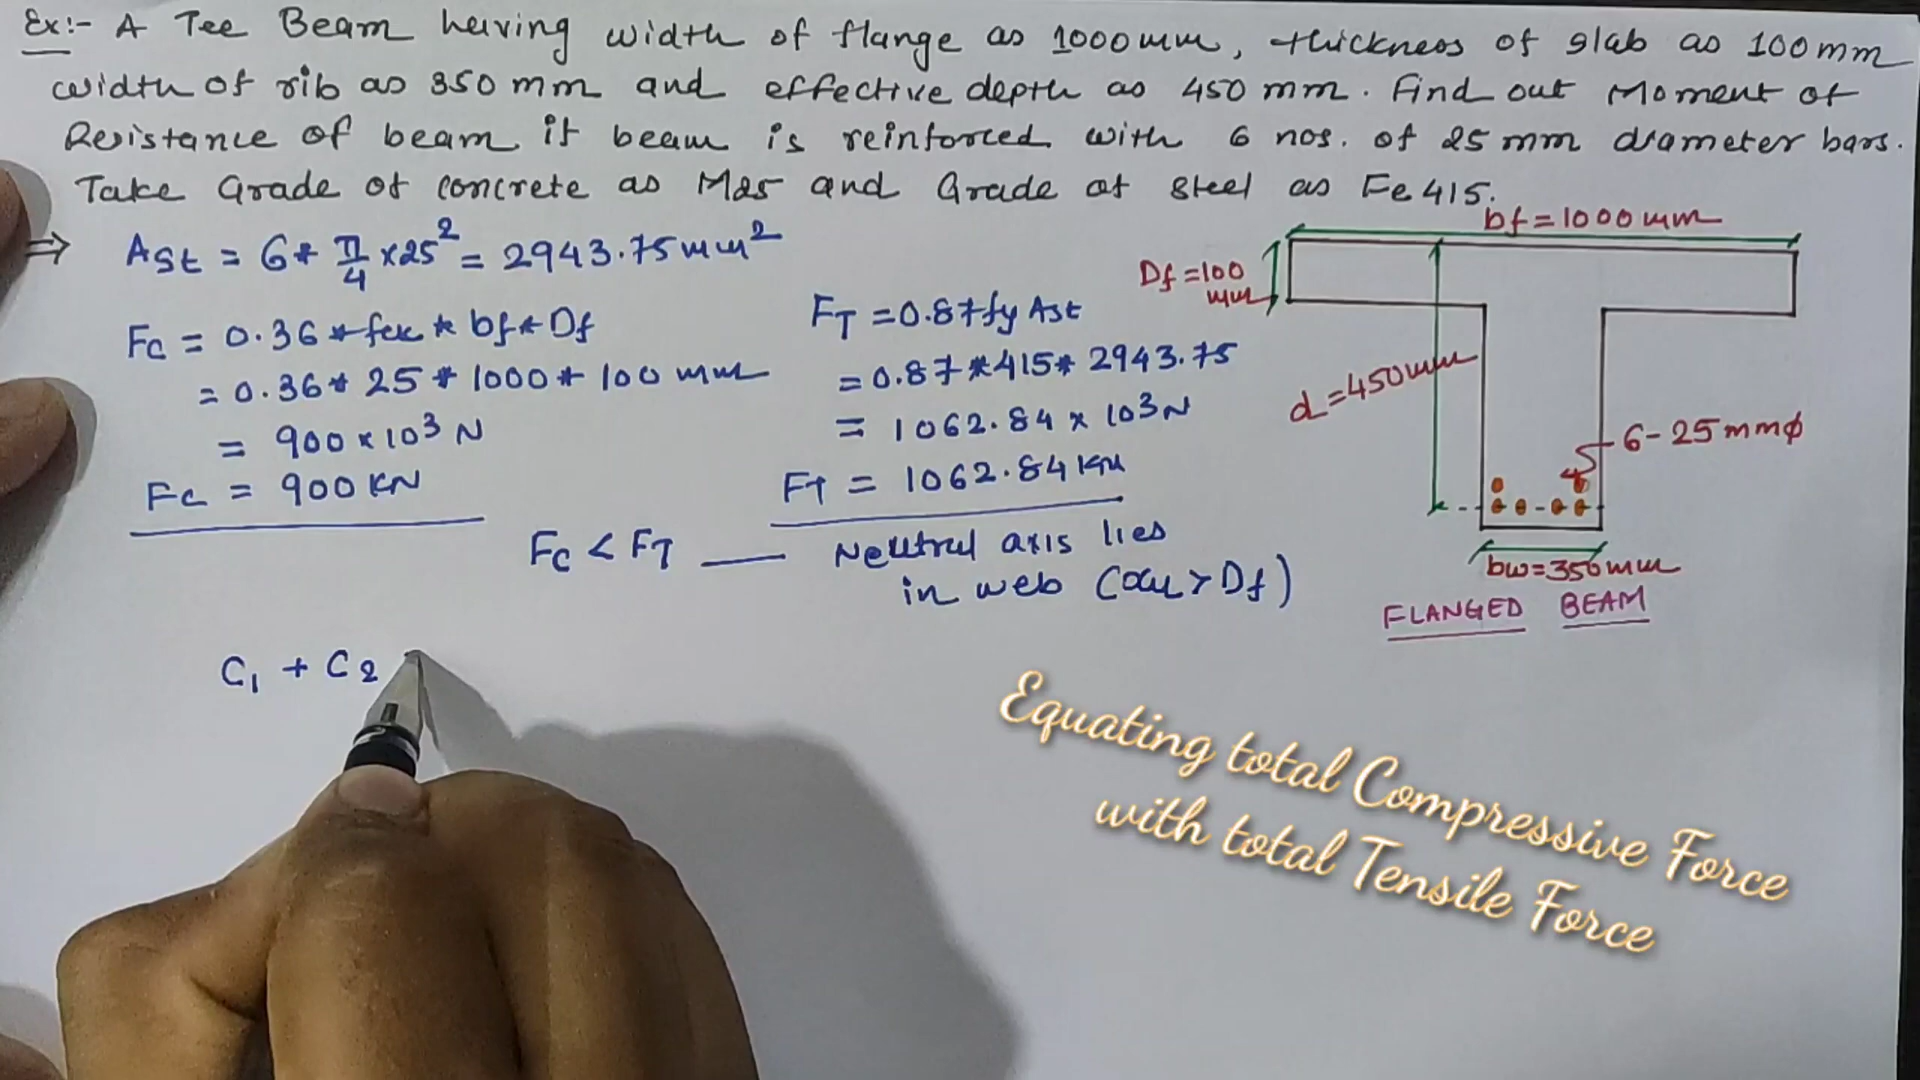 Ex:- A Tee Beam having width of flange as 1000mm, thickness of slab as 100mm
width of rib as 350 mm and effective depth as 450 mm. Find out Moment of
Resistance of beam if beam is reinforced with 6 nos. of 25 mm diameter bars.
Take Grade of concrete as M25 and Grade of steel as Fe415.
⇒ Ast = 6 * π/4 × 25² = 2943.75 mm²
Fc = 0.36 * fck * bf * Df
= 0.36 * 25 * 1000 * 100 mm
= 900 × 10³ N
Fc = 900 KN
FT = 0.87 fy Ast
= 0.87 * 415 * 2943.75
= 1062.84 × 10³ N
FT = 1062.84 KN
bf = 1000 mm
Df = 100
mm
d = 450mm
6-25mmϕ
bw = 350mm
FLANGED BEAM
Fc < FT — Neutral axis lies
in web (xu > Df)
C₁ + C₂
Equating total Compressive Force
with total Tensile Force